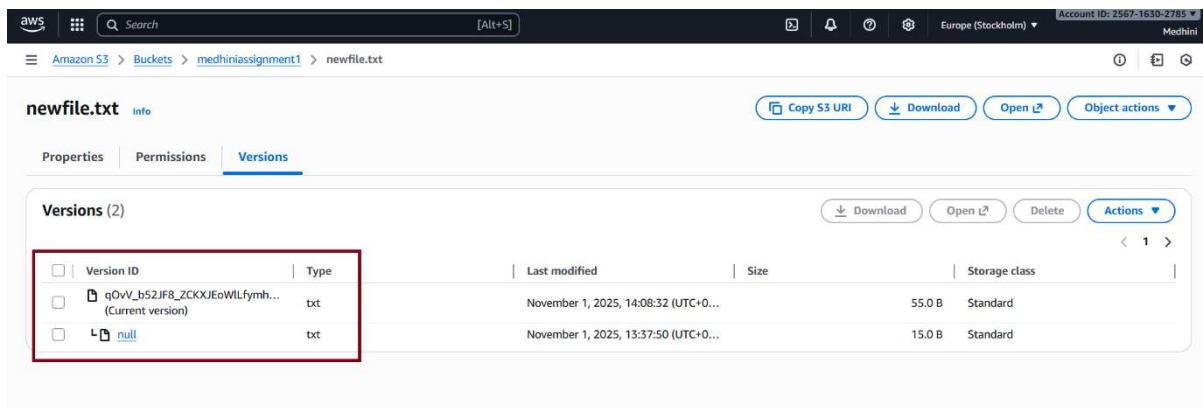 aws Search [Alt+S] Europe (Stockholm) ▼ Account ID: 2567-1630-2785 ▼
Medhini
Amazon S3 > Buckets > medhiniassignment1 > newfile.txt
newfile.txt Info Copy S3 URI Download Open Object actions ▼
Properties Permissions Versions
Versions (2) Download Open Delete Actions ▼
< 1 >
Version ID Type Last modified Size Storage class
qOvV_b52JF8_ZCKXJEoWlLfymh... txt November 1, 2025, 14:08:32 (UTC+0... 55.0 B Standard
(Current version)
null txt November 1, 2025, 13:37:50 (UTC+0... 15.0 B Standard